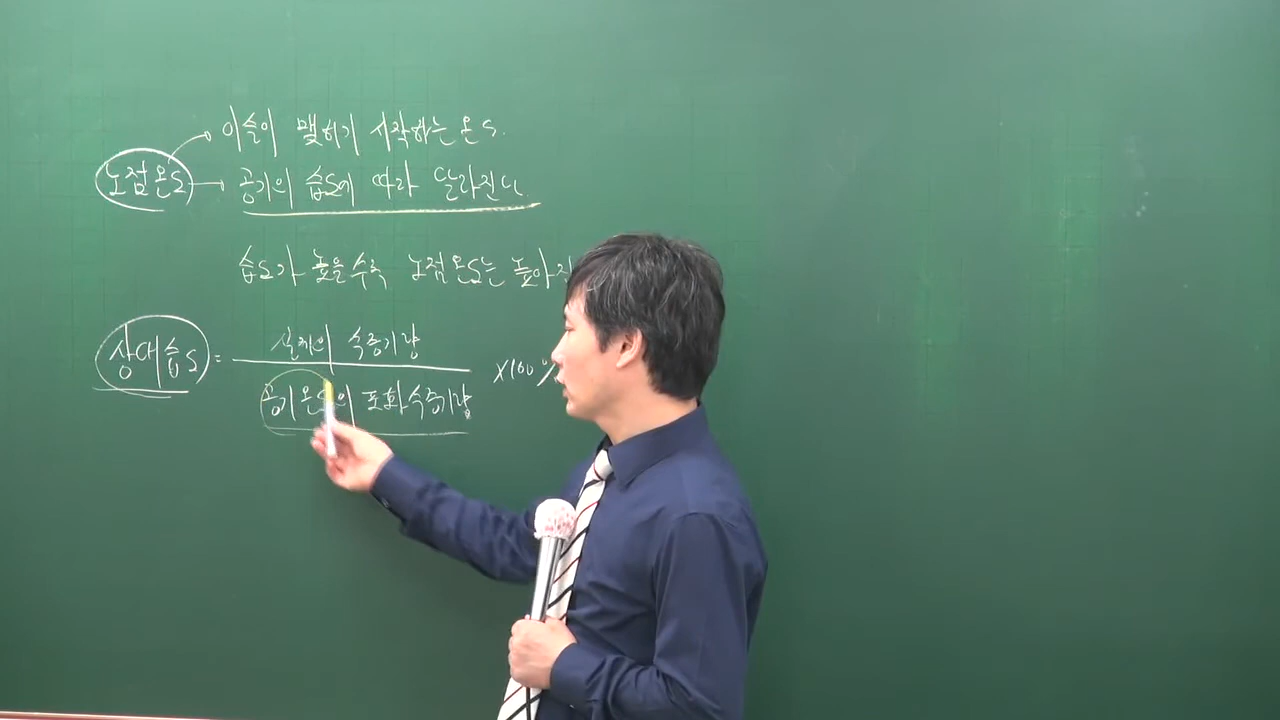 이슬이 맺히기 시작하는 온도.
노점온도 공기의 습도에 따라 달라진다.
습도가 높을수록 노점온도는 높아진
상대습도 = 실제의 수증기량
공기온도의 포화수증기량 ×100%